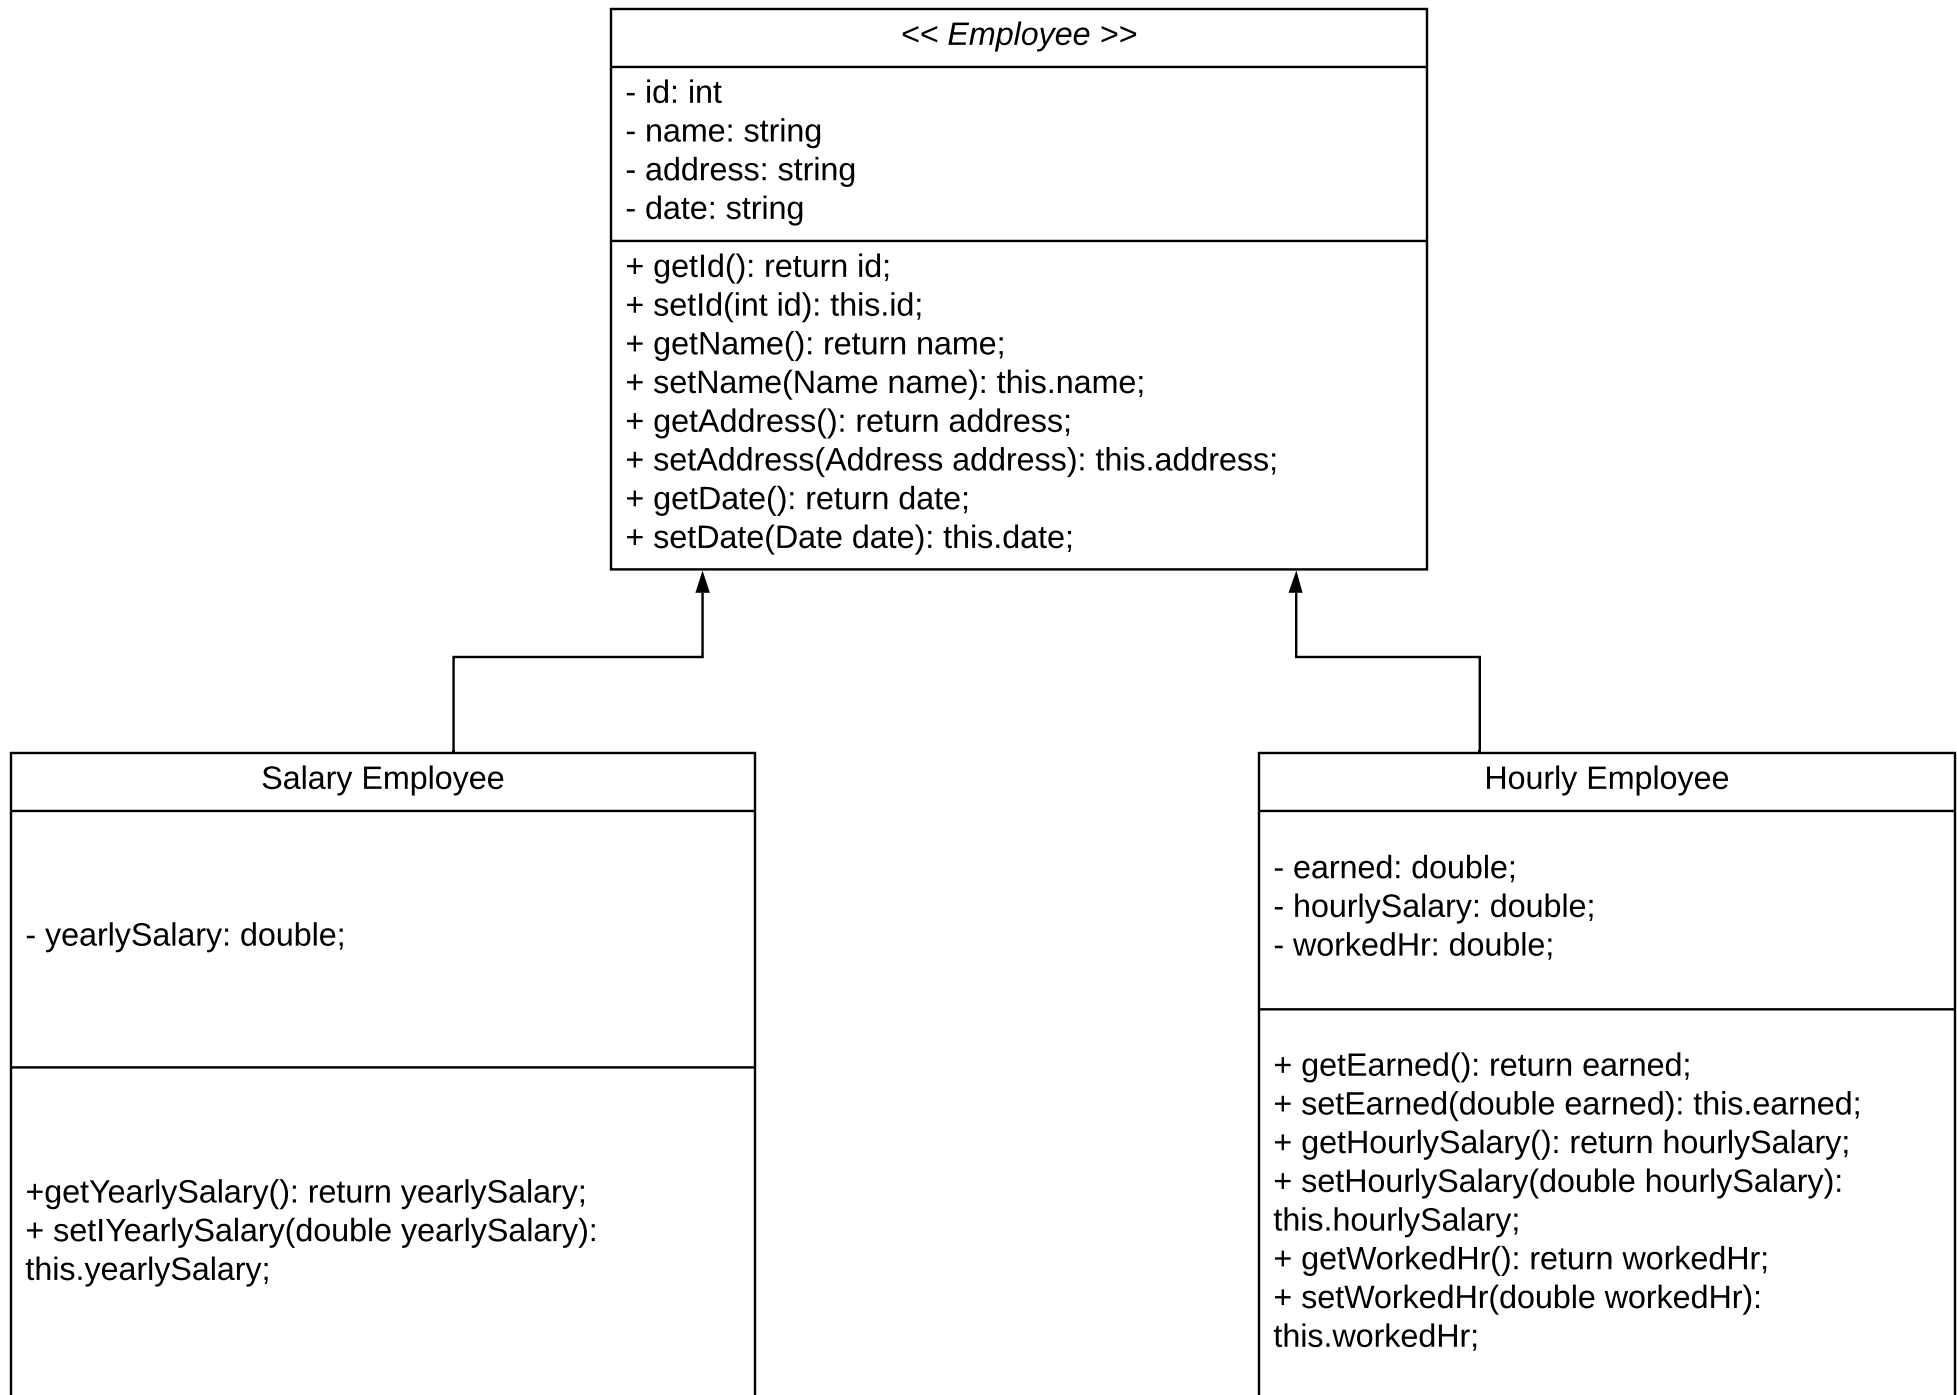 << Employee >>
- id: int
- name: string
- address: string
- date: string
+ getId(): return id;
+ setId(int id): this.id;
+ getName(): return name;
+ setName(Name name): this.name;
+ getAddress(): return address;
+ setAddress(Address address): this.address;
+ getDate(): return date;
+ setDate(Date date): this.date;
Salary Employee
- yearlySalary: double;
+getYearlySalary(): return yearlySalary;
+ setIYearlySalary(double yearlySalary):
this.yearlySalary;
Hourly Employee
- earned: double;
- hourlySalary: double;
- workedHr: double;
+ getEarned(): return earned;
+ setEarned(double earned): this.earned;
+ getHourlySalary(): return hourlySalary;
+ setHourlySalary(double hourlySalary):
this.hourlySalary;
+ getWorkedHr(): return workedHr;
+ setWorkedHr(double workedHr):
this.workedHr;